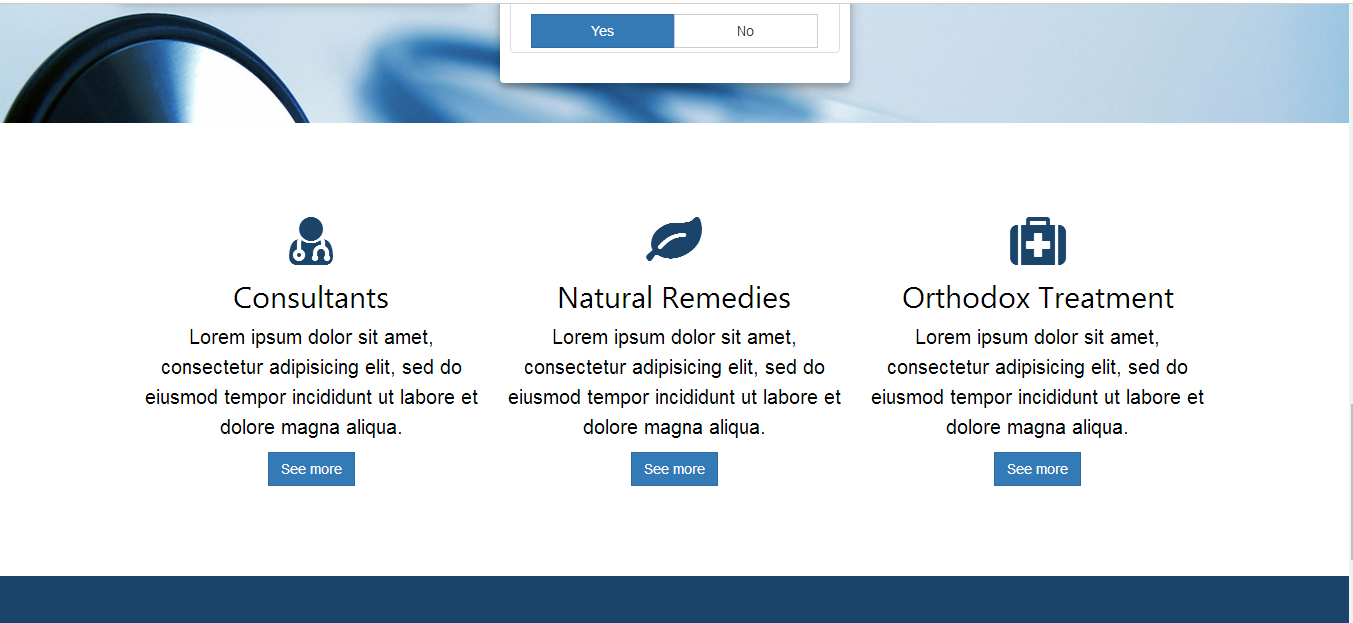 Yes No
Consultants
Lorem ipsum dolor sit amet,
consectetur adipisicing elit, sed do
eiusmod tempor incididunt ut labore et
dolore magna aliqua.
See more
Natural Remedies
Lorem ipsum dolor sit amet,
consectetur adipisicing elit, sed do
eiusmod tempor incididunt ut labore et
dolore magna aliqua.
See more
Orthodox Treatment
Lorem ipsum dolor sit amet,
consectetur adipisicing elit, sed do
eiusmod tempor incididunt ut labore et
dolore magna aliqua.
See more